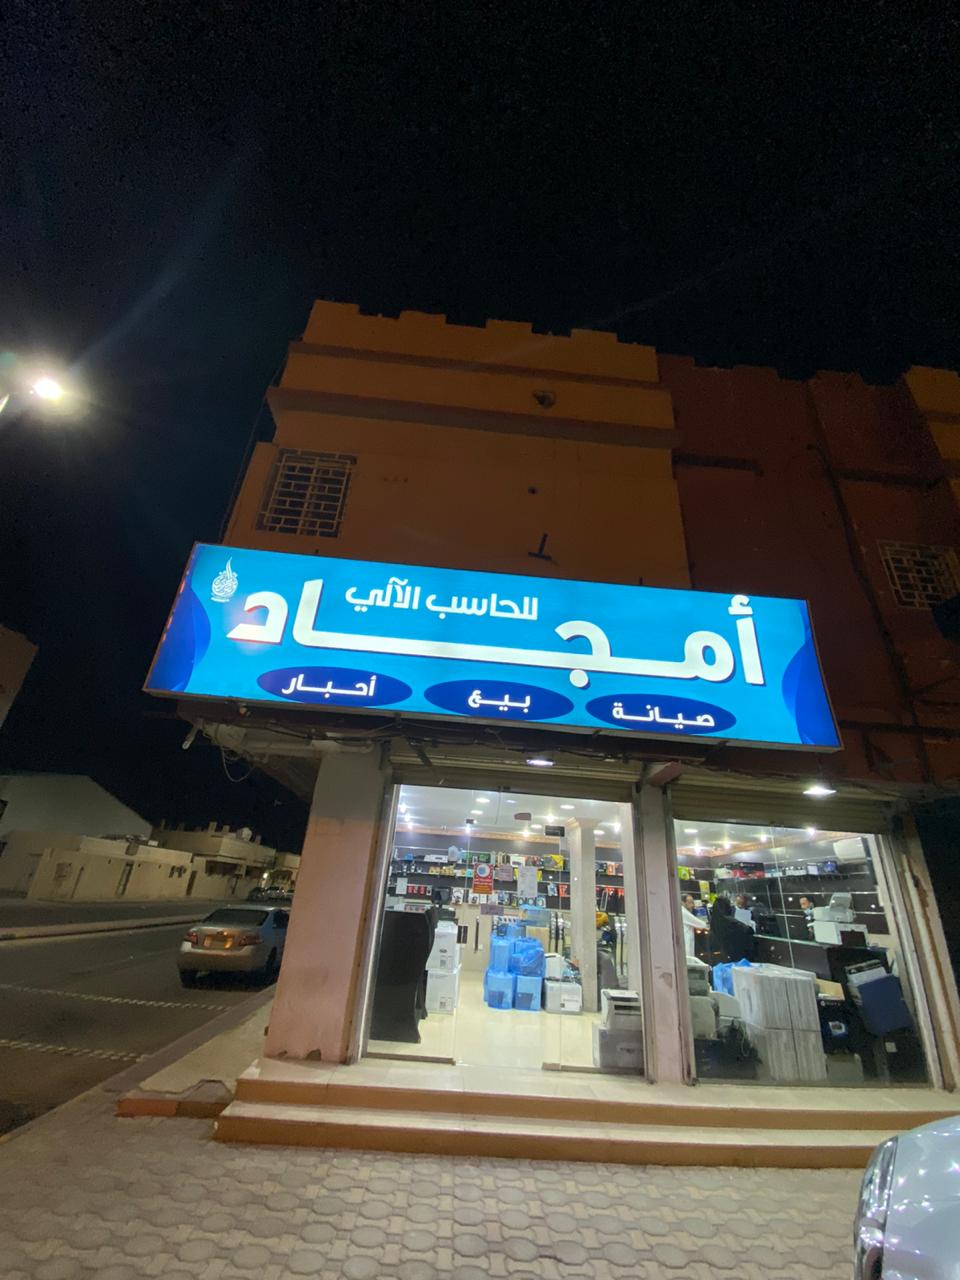 للحاسب الآلي
أمجاد
صيانة بيع أحبار